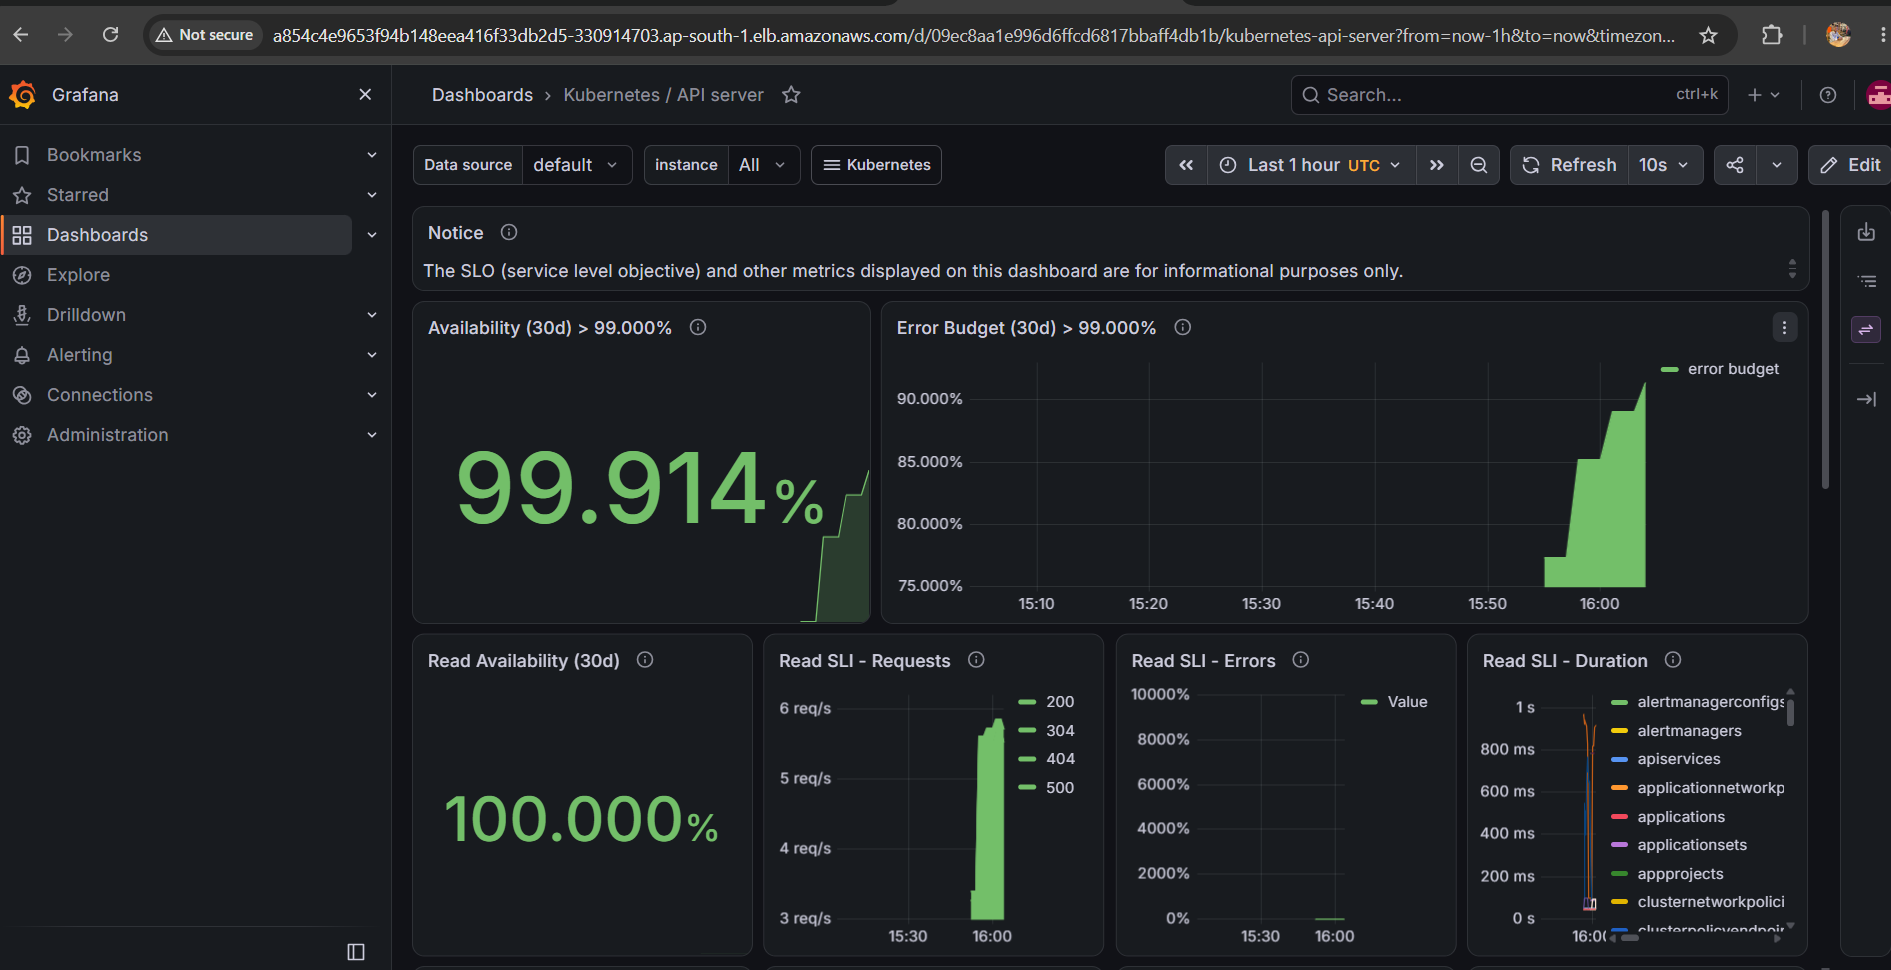 Not secure
a854c4e9653f94b148eea416f33db2d5-330914703.ap-south-1.elb.amazonaws.com/d/09ec8aa1e996d6ffcd6817bbaff4db1b/kubernetes-api-server?from=now-1h&to=now&timezon...
Grafana
Dashboards › Kubernetes / API server
Search... ctrl+k
Bookmarks
Starred
Dashboards
Explore
Drilldown
Alerting
Connections
Administration
Data source default instance All Kubernetes
Last 1 hour UTC Refresh 10s Edit
Notice
The SLO (service level objective) and other metrics displayed on this dashboard are for informational purposes only.
Availability (30d) > 99.000%
99.914%
Error Budget (30d) > 99.000%
error budget
90.000%
85.000%
80.000%
75.000%
15:10 15:20 15:30 15:40 15:50 16:00
Read Availability (30d)
100.000%
Read SLI - Requests
6 req/s
5 req/s
4 req/s
3 req/s
15:30 16:00
200
304
404
500
Read SLI - Errors
10000%
8000%
6000%
4000%
2000%
0%
15:30 16:00
Value
Read SLI - Duration
1 s
800 ms
600 ms
400 ms
200 ms
0 s
16:00
alertmanagerconfigs
alertmanagers
apiservices
applicationnetworkp
applications
applicationsets
appprojects
clusternetworkpolici
clusterpolicyendpoin